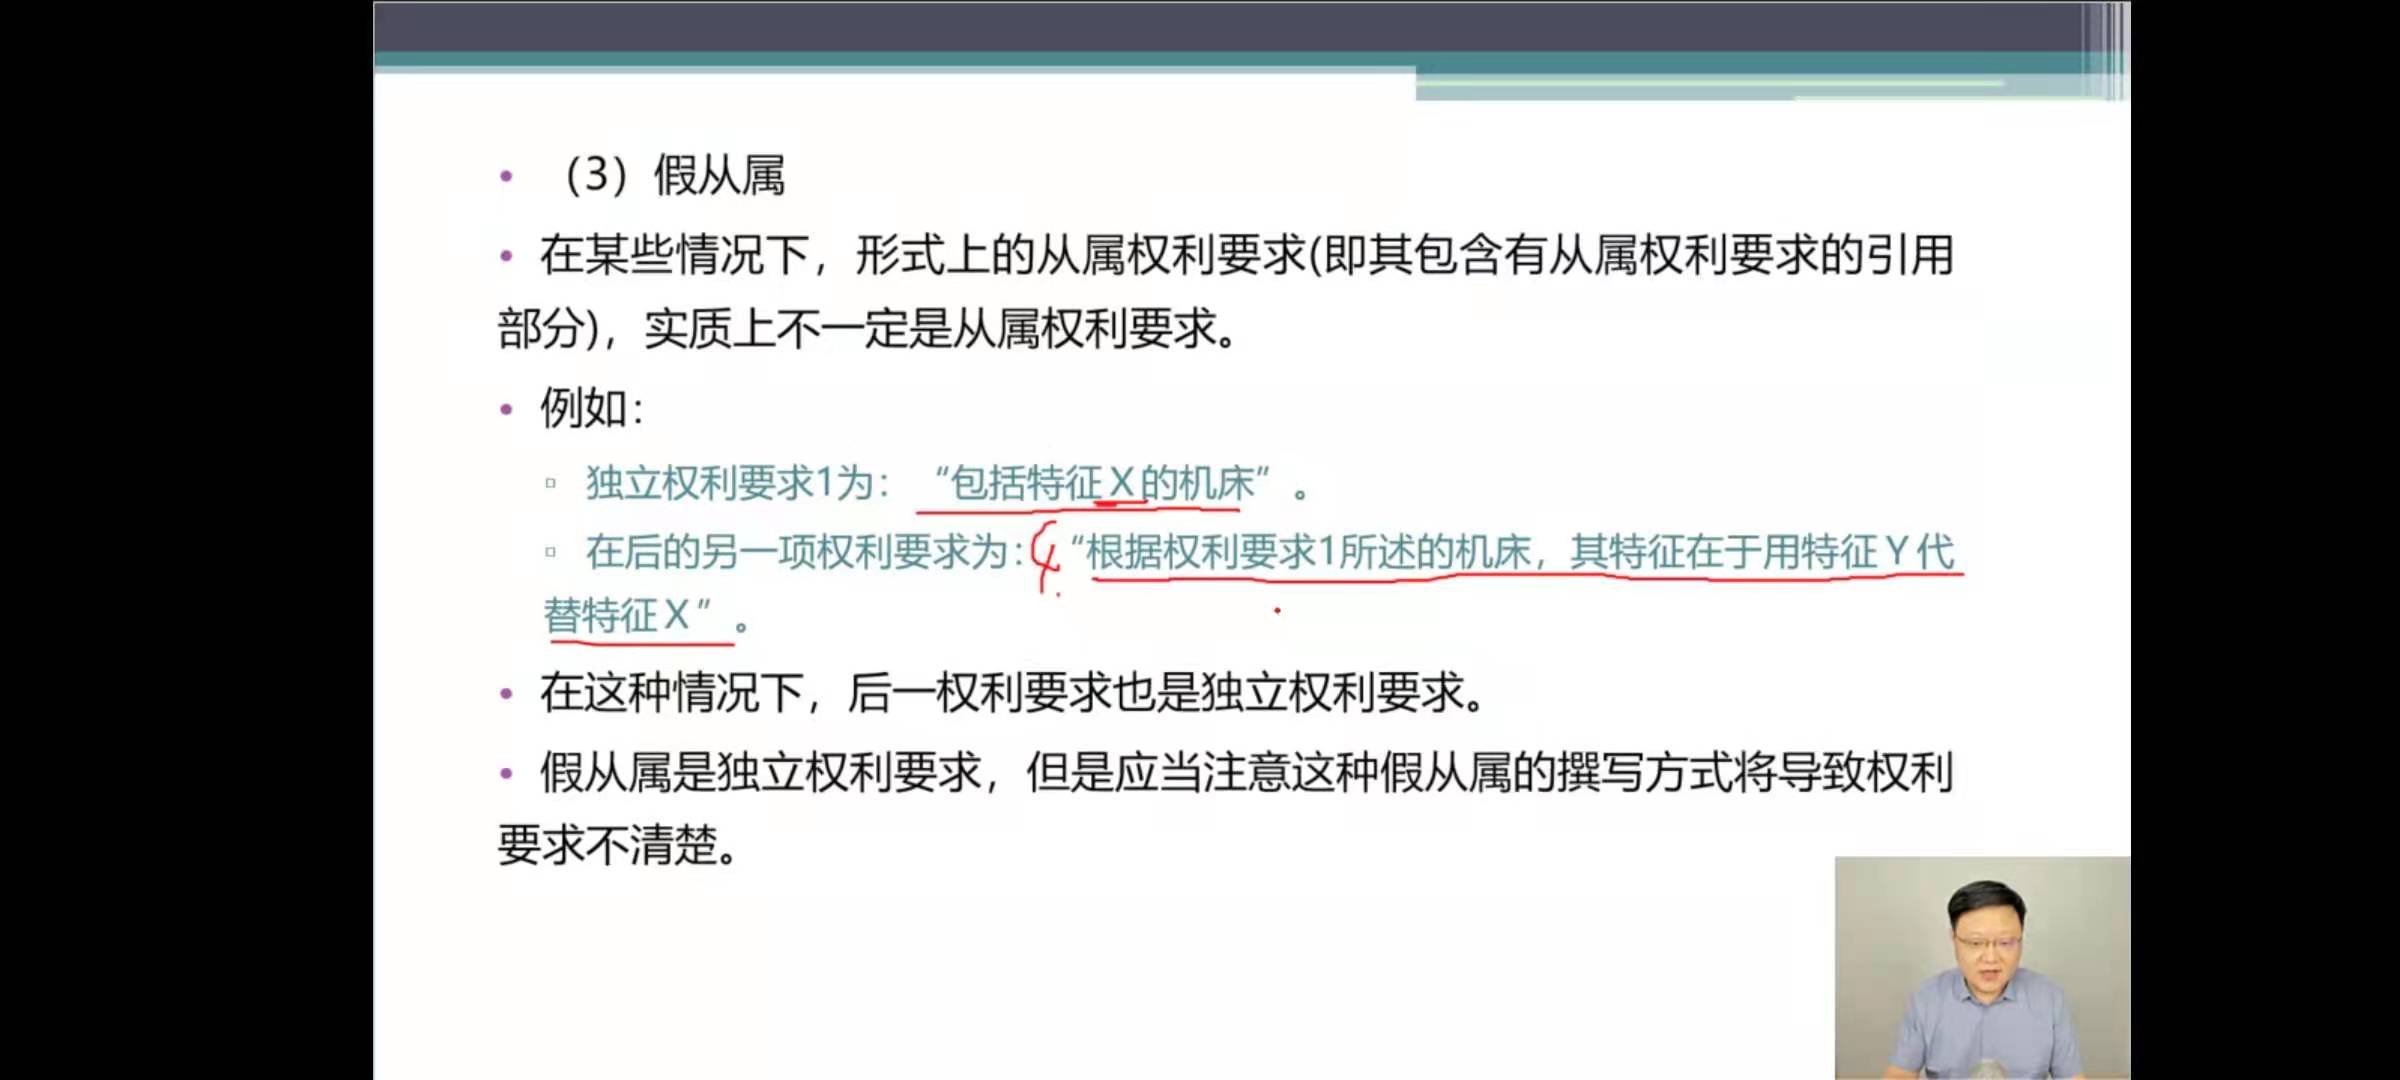 • （3）假从属
• 在某些情况下，形式上的从属权利要求(即其包含有从属权利要求的引用
部分)，实质上不一定是从属权利要求。
• 例如：
▫ 独立权利要求1为： “包括特征X的机床” 。
▫ 在后的另一项权利要求为：4. “根据权利要求1所述的机床，其特征在于用特征Y代
替特征X” 。
• 在这种情况下，后一权利要求也是独立权利要求。
• 假从属是独立权利要求，但是应当注意这种假从属的撰写方式将导致权利
要求不清楚。